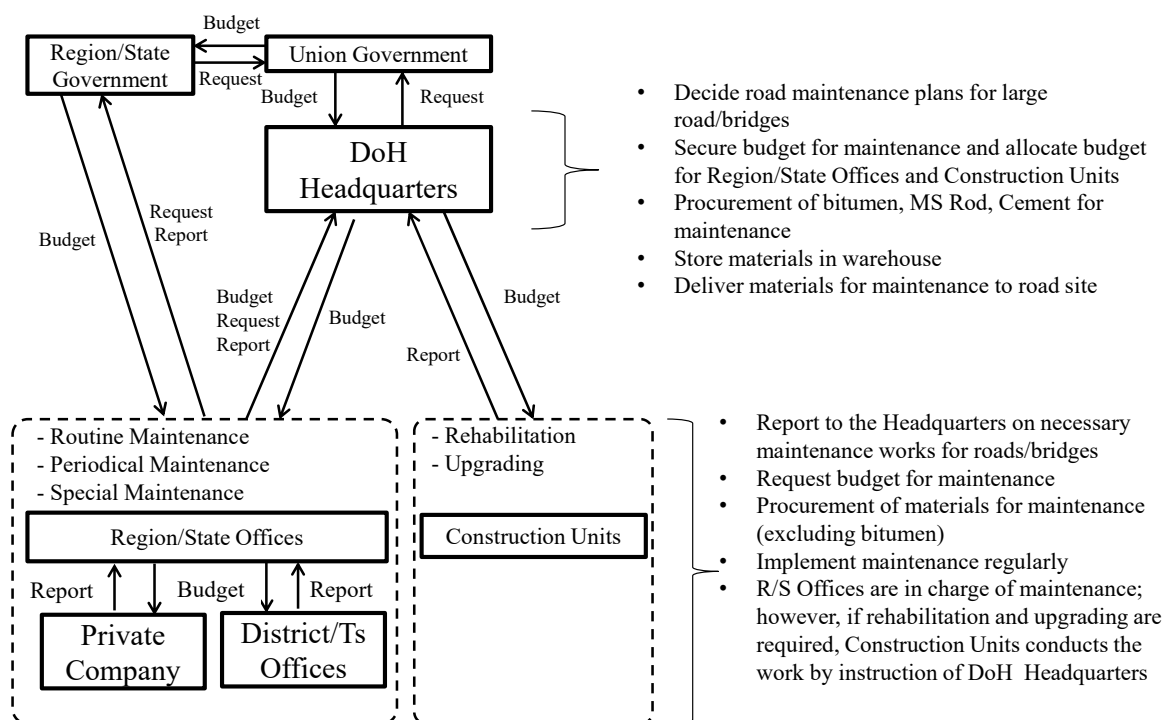 Budget
Region/State
Government
Union Government
Request
Budget
Request
DoH
Headquarters
• Decide road maintenance plans for large
road/bridges
• Secure budget for maintenance and allocate budget
for Region/State Offices and Construction Units
• Procurement of bitumen, MS Rod, Cement for
maintenance
• Store materials in warehouse
• Deliver materials for maintenance to road site
Budget
Request
Report
Budget
Request
Report
Budget
Report
Budget
- Routine Maintenance
- Periodical Maintenance
- Special Maintenance
Region/State Offices
Report
Budget
Report
Private
Company
District/Ts
Offices
- Rehabilitation
- Upgrading
Construction Units
• Report to the Headquarters on necessary
maintenance works for roads/bridges
• Request budget for maintenance
• Procurement of materials for maintenance
(excluding bitumen)
• Implement maintenance regularly
• R/S Offices are in charge of maintenance;
however, if rehabilitation and upgrading are
required, Construction Units conducts the
work by instruction of DoH Headquarters